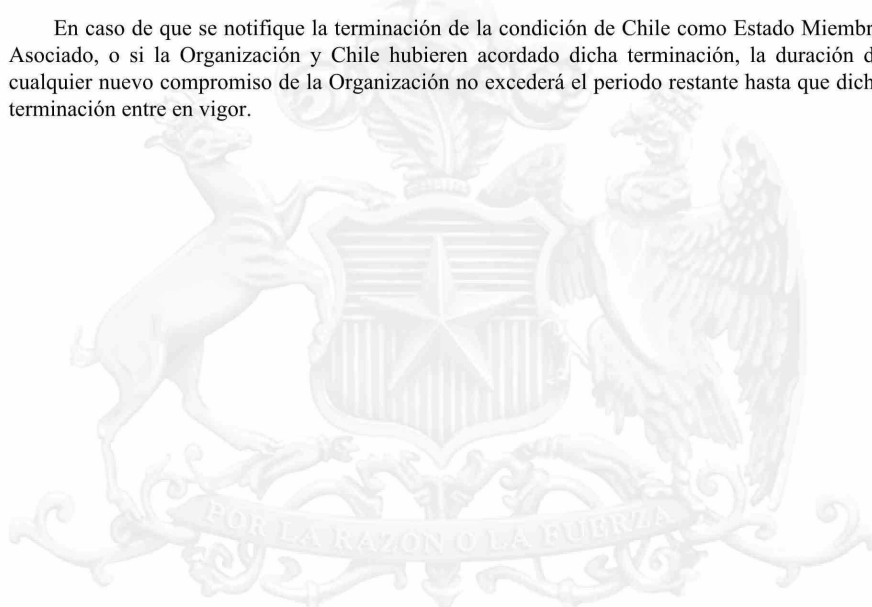 En caso de que se notifique la terminación de la condición de Chile como Estado Miembr
Asociado, o si la Organización y Chile hubieren acordado dicha terminación, la duración d
cualquier nuevo compromiso de la Organización no excederá el periodo restante hasta que dich
terminación entre en vigor.
POR LA RAZÓN O LA FUERZA